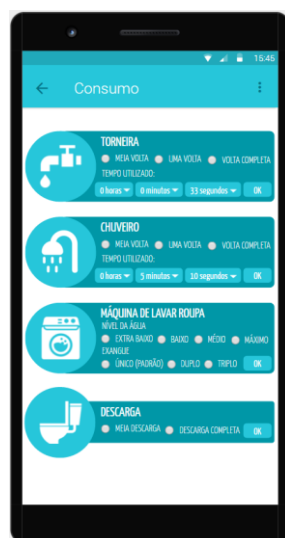 15:45
Consumo
TORNEIRA
MEIA VOLTA UMA VOLTA VOLTA COMPLETA
TEMPO UTILIZADO:
0 horas 0 minutos 33 segundos OK
CHUVEIRO
MEIA VOLTA UMA VOLTA VOLTA COMPLETA
TEMPO UTILIZADO:
0 horas 5 minutos 10 segundos OK
MÁQUINA DE LAVAR ROUPA
NÍVEL DA ÁGUA
EXTRA BAIXO BAIXO MÉDIO MÁXIMO
EXANGUE
ÚNICO (PADRÃO) DUPLO TRIPLO OK
DESCARGA
MEIA DESCARGA DESCARGA COMPLETA OK